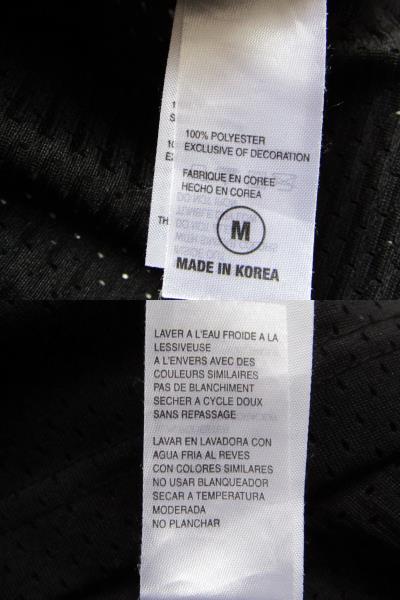 100% POLYESTER
EXCLUSIVE OF DECORATION
FABRIQUE EN COREE
HECHO EN COREA
M
MADE IN KOREA
LAVER A L'EAU FROIDE A LA
LESSIVEUSE
A L'ENVERS AVEC DES
COULEURS SIMILAIRES
PAS DE BLANCHIMENT
SECHER A CYCLE DOUX
SANS REPASSAGE
LAVAR EN LAVADORA CON
AGUA FRIA AL REVES
CON COLORES SIMILARES
NO USAR BLANQUEADOR
SECAR A TEMPERATURA
MODERADA
NO PLANCHAR